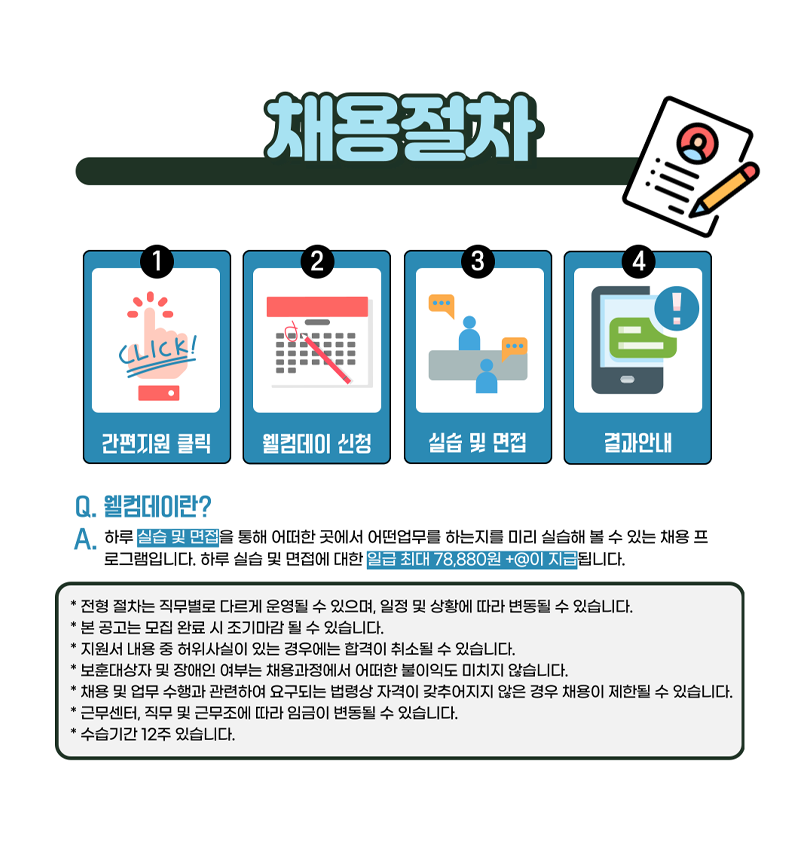 채용절차
1
2
3
4
CLICK!
간편지원 클릭
웰컴데이 신청
실습 및 면접
결과안내
Q. 웰컴데이란?
A. 하루 실습 및 면접을 통해 어떠한 곳에서 어떤업무를 하는지를 미리 실습해 볼 수 있는 채용 프
로그램입니다. 하루 실습 및 면접에 대한 일급 최대 78,880원 +@이 지급됩니다.
* 전형 절차는 직무별로 다르게 운영될 수 있으며, 일정 및 상황에 따라 변동될 수 있습니다.
* 본 공고는 모집 완료 시 조기마감 될 수 있습니다.
* 지원서 내용 중 허위사실이 있는 경우에는 합격이 취소될 수 있습니다.
* 보훈대상자 및 장애인 여부는 채용과정에서 어떠한 불이익도 미치지 않습니다.
* 채용 및 업무 수행과 관련하여 요구되는 법령상 자격이 갖추어지지 않은 경우 채용이 제한될 수 있습니다.
* 근무센터, 직무 및 근무조에 따라 임금이 변동될 수 있습니다.
* 수습기간 12주 있습니다.